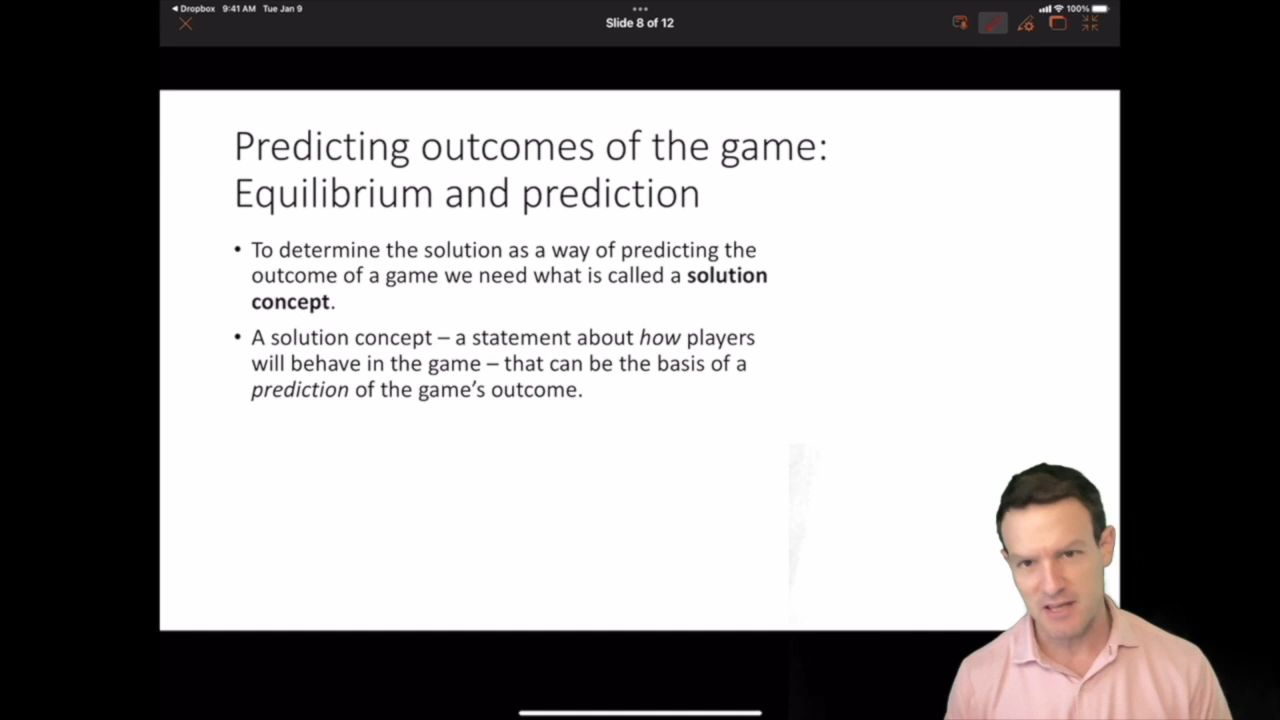 ◀ Dropbox 9:41 AM Tue Jan 9
100%
Slide 8 of 12
Predicting outcomes of the game:
Equilibrium and prediction
• To determine the solution as a way of predicting the
outcome of a game we need what is called a solution
concept.
• A solution concept – a statement about how players
will behave in the game – that can be the basis of a
prediction of the game's outcome.